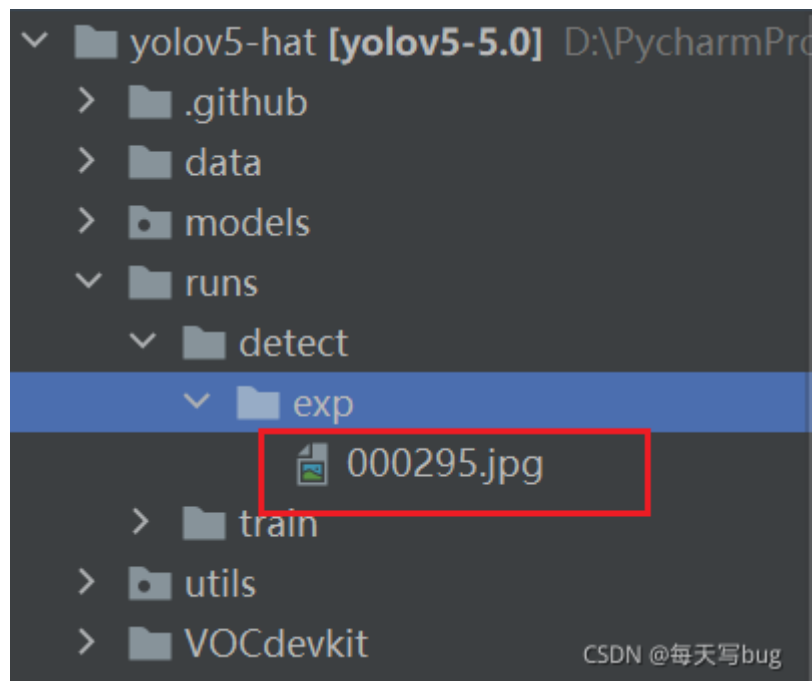 yolov5-hat [yolov5-5.0] D:\PycharmPro
.github
data
models
runs
detect
exp
000295.jpg
train
utils
VOCdevkit
CSDN @每天写bug